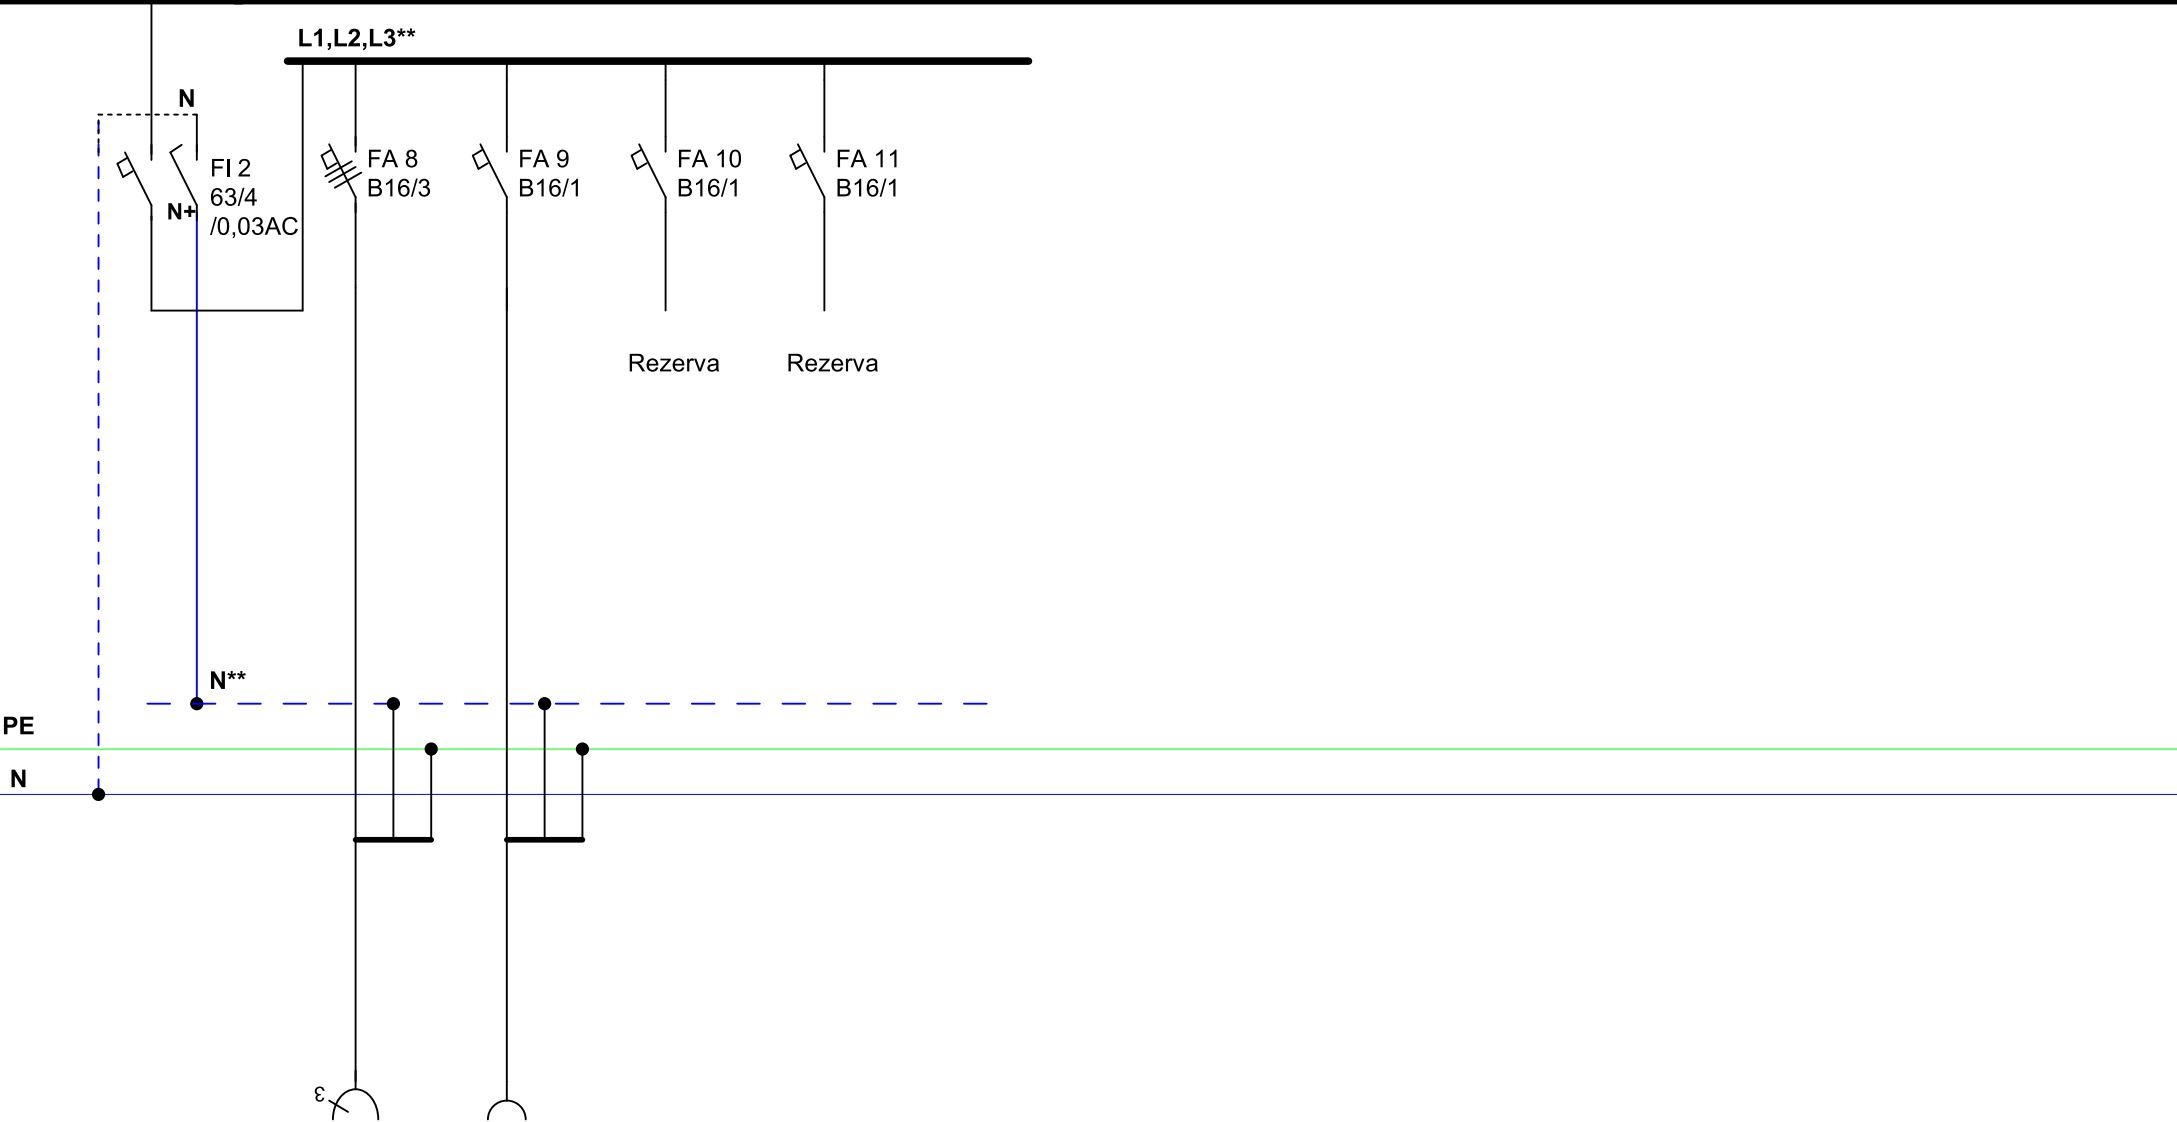 L1,L2,L3**
N
FI 2
63/4
/0,03AC
N+
FA 8
B16/3
FA 9
B16/1
FA 10
B16/1
FA 11
B16/1
Rezerva
Rezerva
N**
PE
N
3